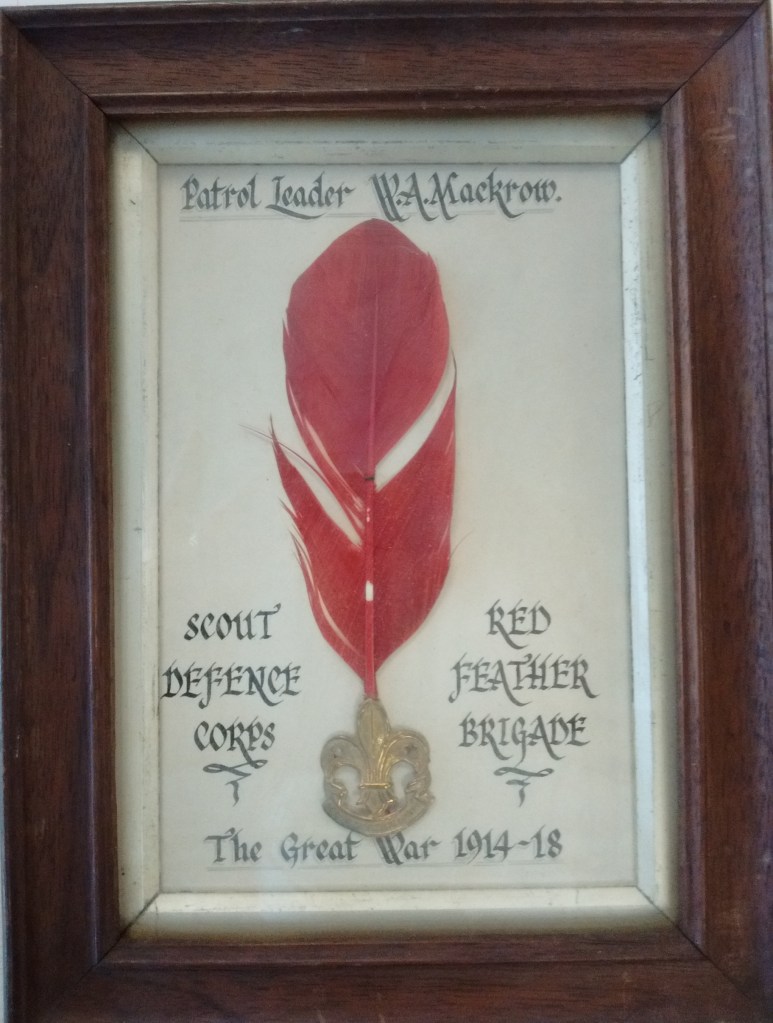 Patrol Leader W.A.Mackrow.
SCOUT
DEFENCE
CORPS
RED
FEATHER
BRIGADE
The Great War 1914-18